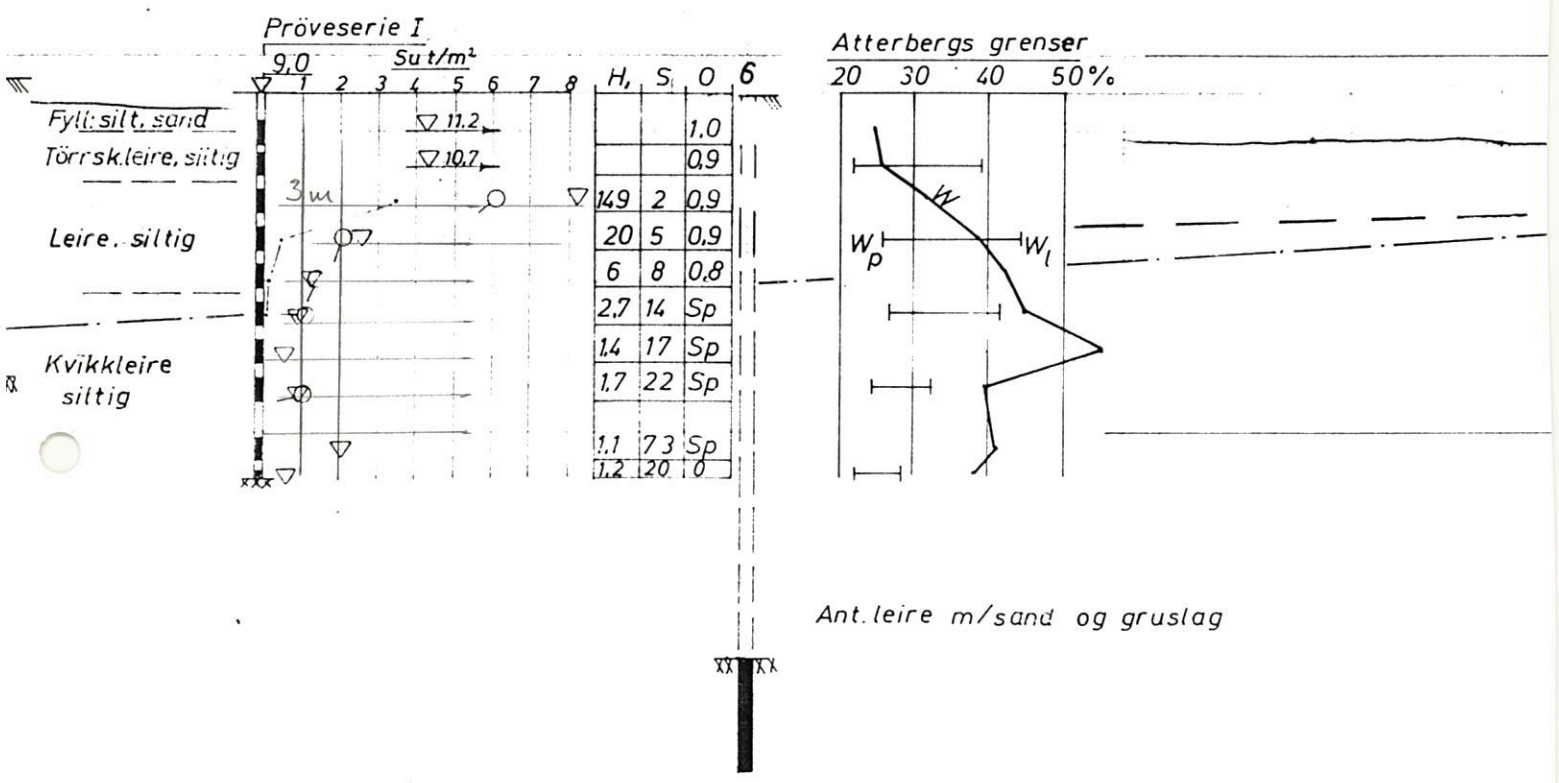 Pröveserie I
9,0 Su t/m²
1 2 3 4 5 6 7 8 H, S, O 6
Fyll: silt, sand 11.2 1.0
Törrsk.leire, siltig 10.7 0,9
3 m 149 2 0,9
Leire, siltig 20 5 0,9
6 8 0,8
2,7 14 Sp
1.4 17 Sp
Kvikkleire
siltig
1.7 22 Sp
1.1 73 Sp
1.2 20 0
Atterbergs grenser
20 30 40 50 %
W
Wp Wl
Ant. leire m/sand og gruslag